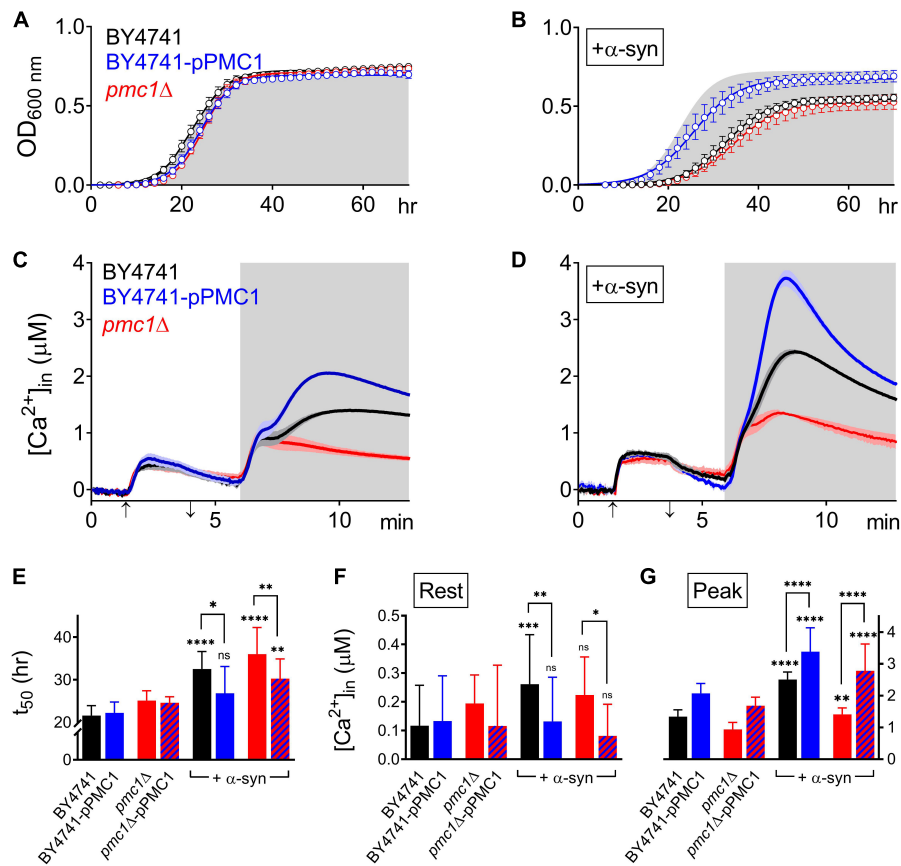 A
BY4741
BY4741-pPMC1
pmc1Δ
OD600 nm
1.0
0.5
0.0
0 20 40 60 hr
B
+α-syn
1.0
0.5
0.0
0 20 40 60 hr
C
BY4741
BY4741-pPMC1
pmc1Δ
[Ca2+]in (μM)
4
3
2
1
0
0 5 10 min
↑ ↓
D
+α-syn
4
3
2
1
0
0 5 10 min
↑ ↓
E
t50 (hr)
40
30
20
0
* **
**** ns **** **
BY4741
BY4741-pPMC1
pmc1Δ
pmc1Δ-pPMC1
+ α-syn
F
Rest
[Ca2+]in (μM)
0.5
0.4
0.3
0.2
0.1
0.0
** *
*** ns ns ns
BY4741
BY4741-pPMC1
pmc1Δ
pmc1Δ-pPMC1
+ α-syn
G
Peak
4
3
2
1
0
**** ****
**** **** ** ****
BY4741
BY4741-pPMC1
pmc1Δ
pmc1Δ-pPMC1
+ α-syn